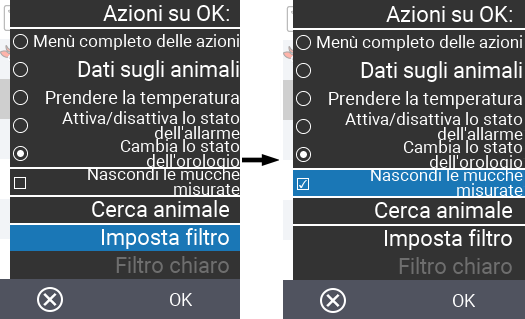 Azioni su OK:
Menù completo delle azioni
Dati sugli animali
Prendere la temperatura
Attiva/disattiva lo stato
dell'allarme
Cambia lo stato
dell'orologio
Nascondi le mucche
misurate
Cerca animale
Imposta filtro
Filtro chiaro
OK
Azioni su OK:
Menù completo delle azioni
Dati sugli animali
Prendere la temperatura
Attiva/disattiva lo stato
dell'allarme
Cambia lo stato
dell'orologio
Nascondi le mucche
misurate
Cerca animale
Imposta filtro
Filtro chiaro
OK